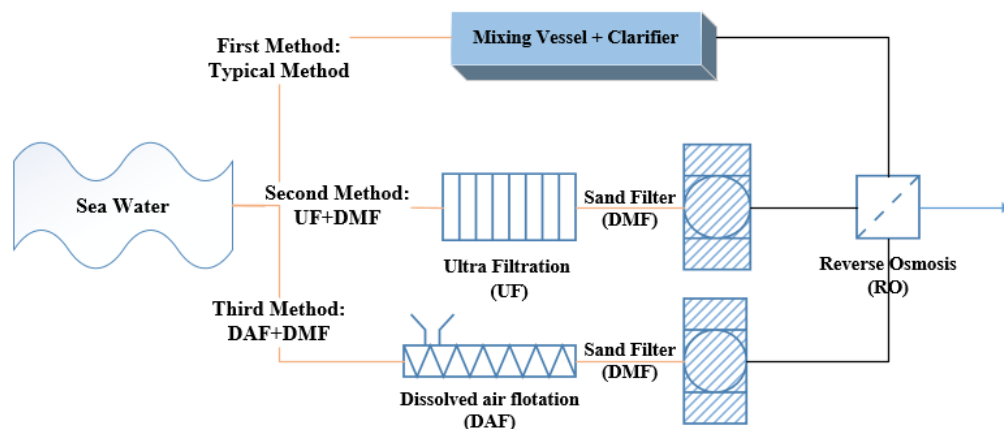 First Method:
Typical Method
Mixing Vessel + Clarifier
Sea Water
Second Method:
UF+DMF
Ultra Filtration
(UF)
Sand Filter
(DMF)
Reverse Osmosis
(RO)
Third Method:
DAF+DMF
Dissolved air flotation
(DAF)
Sand Filter
(DMF)